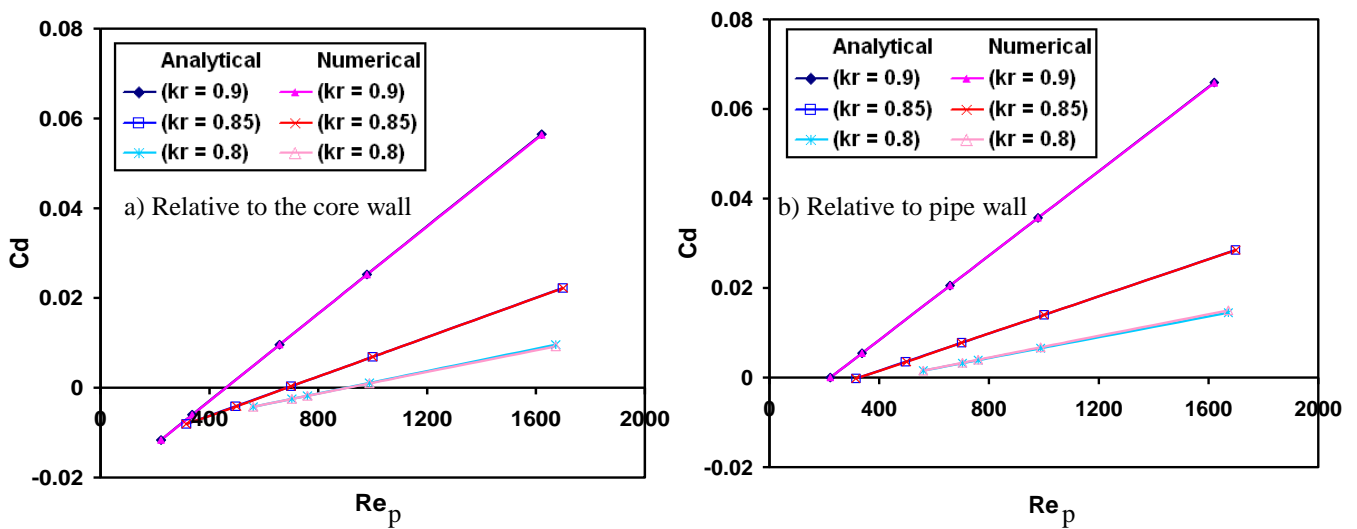 0.08
Analytical Numerical
(kr = 0.9) (kr = 0.9)
(kr = 0.85) (kr = 0.85)
(kr = 0.8) (kr = 0.8)
0.06
a) Relative to the core wall
0.04
Cd
0.02
0
0 400 800 1200 1600 2000
-0.02
Re p
0.08
Analytical Numerical
(kr = 0.9) (kr = 0.9)
(kr = 0.85) (kr = 0.85)
(kr = 0.8) (kr = 0.8)
0.06
b) Relative to pipe wall
0.04
Cd
0.02
0
0 400 800 1200 1600 2000
-0.02
Re p